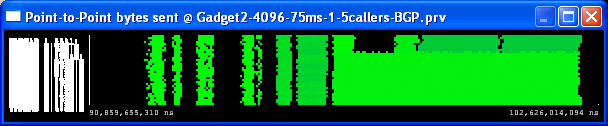 Point-to-Point bytes sent @ Gadget2-4096-75ms-1-5callers-BGP.prv
90,859,655,310 ns
102,626,014,094 ns